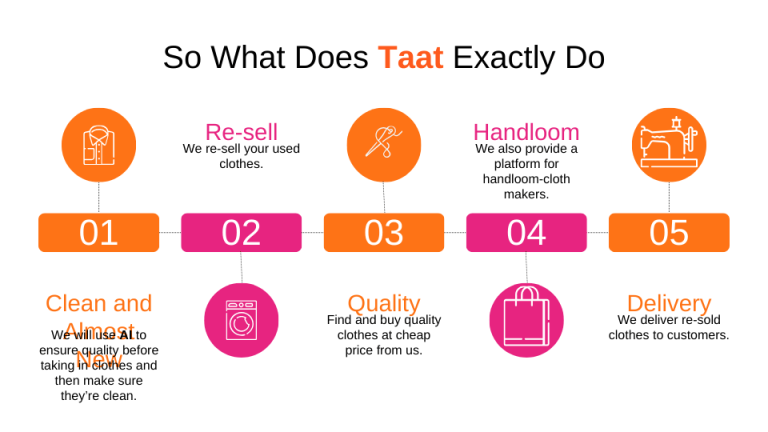 So What Does Taat Exactly Do
Re-sell
We re-sell your used
clothes.
Handloom
We also provide a
platform for
handloom-cloth
makers.
01
02
03
04
05
Clean and
Almost
New
We will use AI to
ensure quality before
taking in clothes and
then make sure
they’re clean.
Quality
Find and buy quality
clothes at cheap
price from us.
Delivery
We deliver re-sold
clothes to customers.